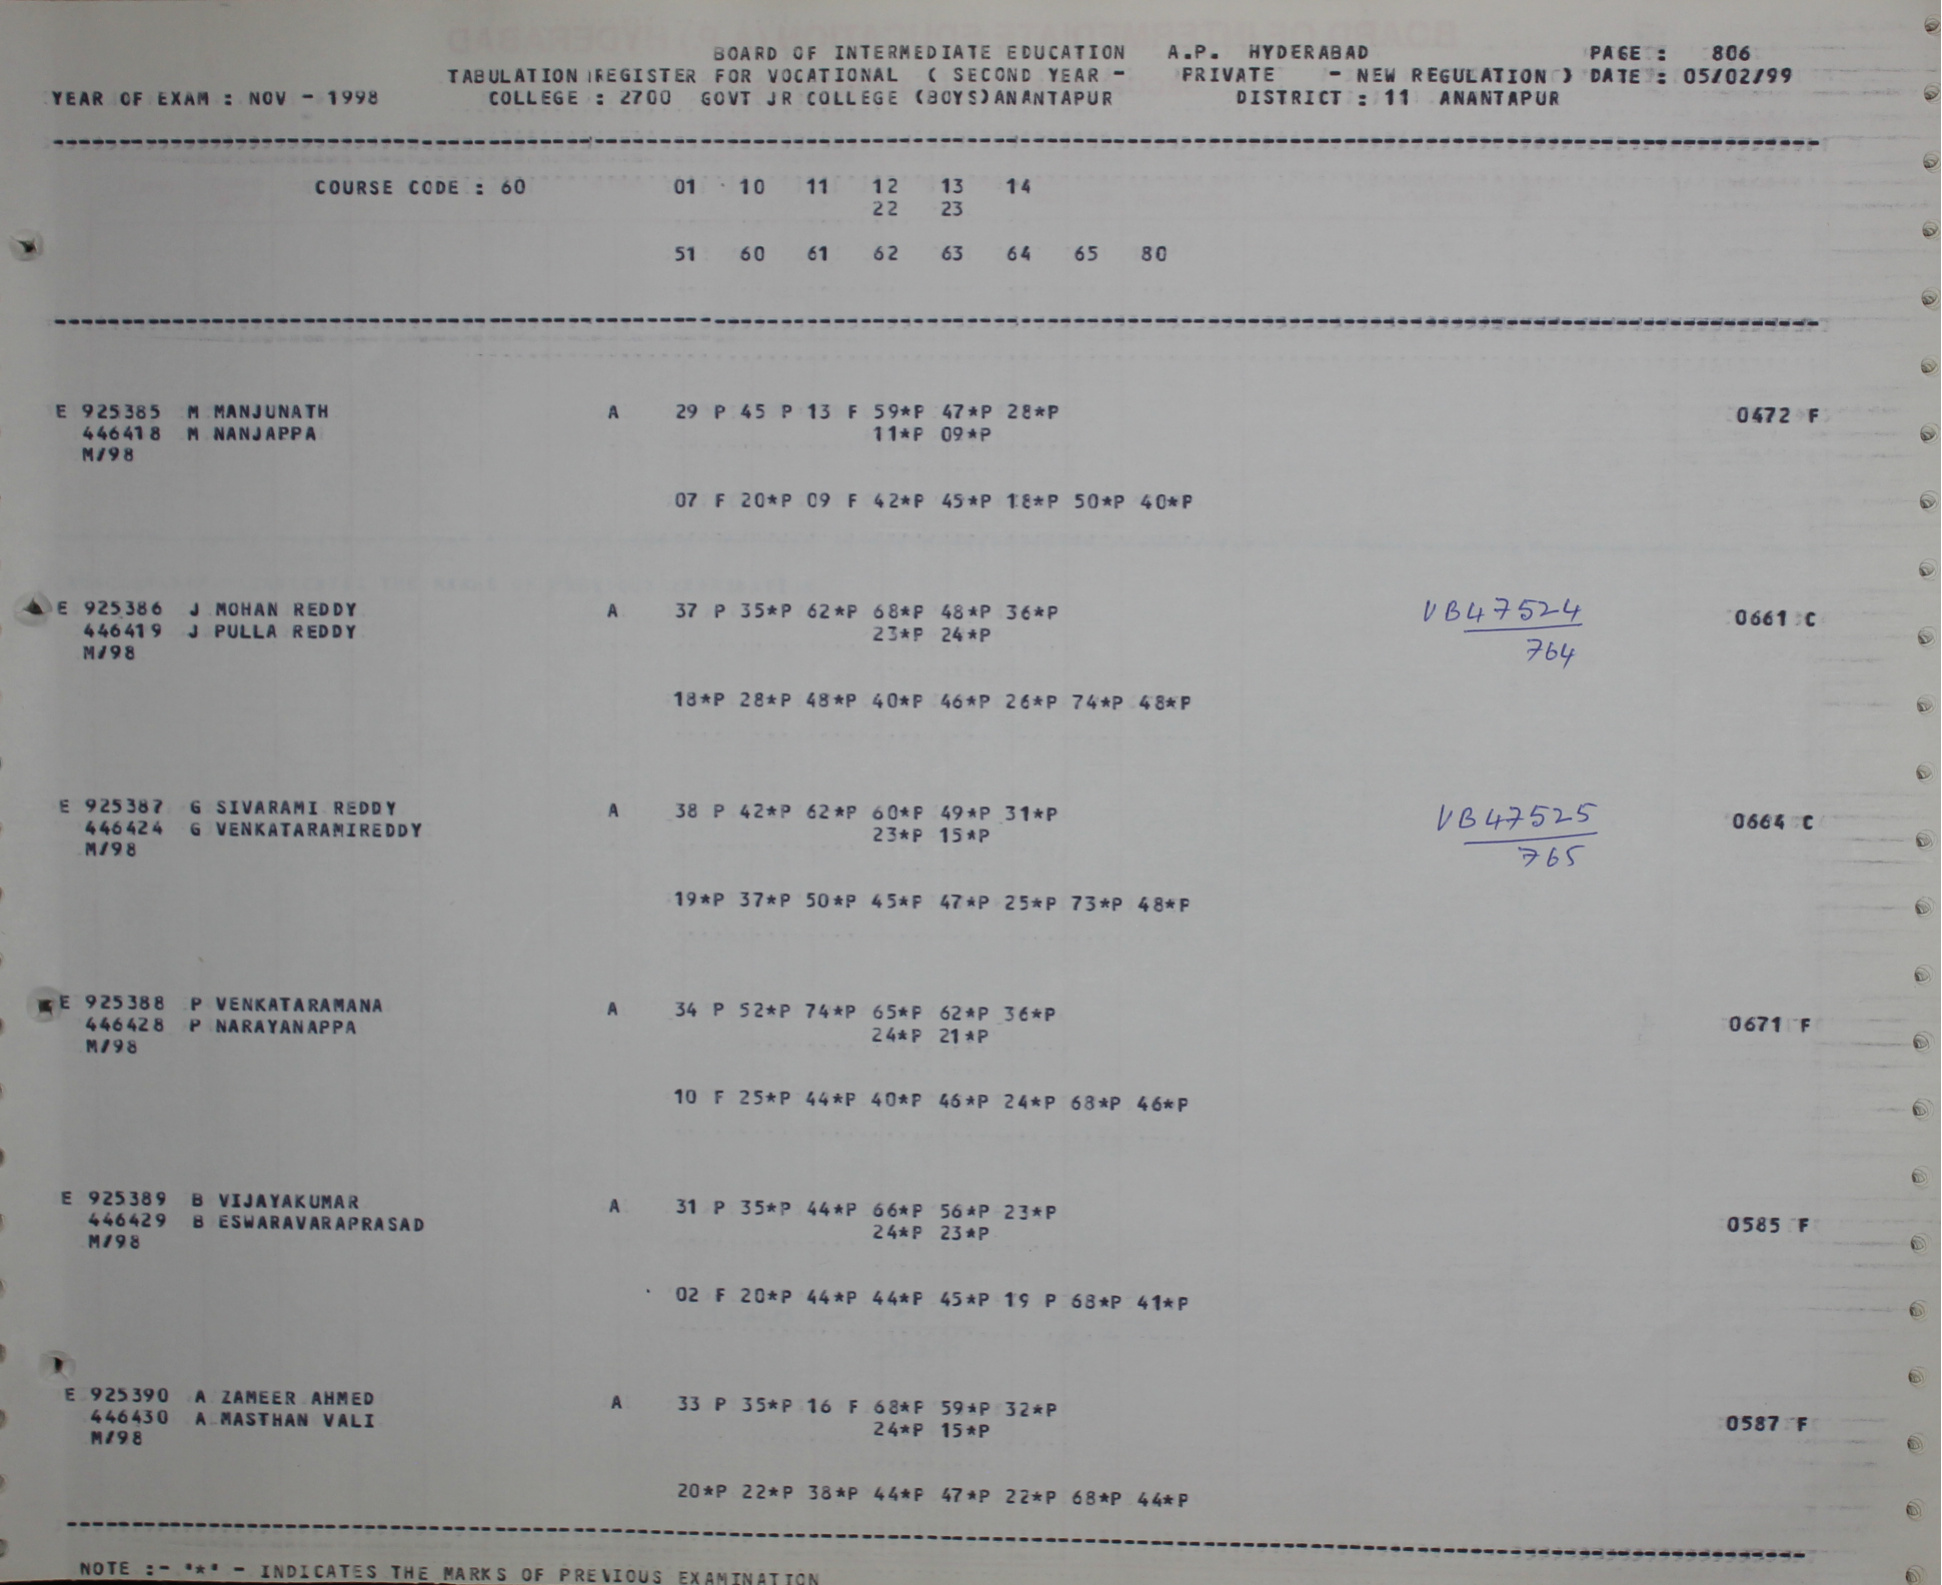 BOARD OF INTERMEDIATE EDUCATION A.P. HYDERABAD PAGE : 806
TABULATION REGISTER FOR VOCATIONAL ( SECOND YEAR - PRIVATE - NEW REGULATION ) DATE : 05/02/99
YEAR OF EXAM : NOV - 1998 COLLEGE : 2700 GOVT JR COLLEGE (BOYS)ANANTAPUR DISTRICT : 11 ANANTAPUR
COURSE CODE : 60 01 10 11 12 13 14
22 23
51 60 61 62 63 64 65 80
E 925385 M MANJUNATH A 29 P 45 P 13 F 59*P 47*P 28*P 0472 F
446418 M NANJAPPA 11*P 09*P
M/98
07 F 20*P 09 F 42*P 45*P 18*P 50*P 40*P
E 925386 J MOHAN REDDY A 37 P 35*P 62*P 68*P 48*P 36*P VB47524 0661 C
446419 J PULLA REDDY 23*P 24*P 764
M/98
18*P 28*P 48*P 40*P 46*P 26*P 74*P 48*P
E 925387 G SIVARAMI REDDY A 38 P 42*P 62*P 60*P 49*P 31*P VB47525 0664 C
446424 G VENKATARAMIREDDY 23*P 15*P 765
M/98
19*P 37*P 50*P 45*P 47*P 25*P 73*P 48*P
E 925388 P VENKATARAMANA A 34 P 52*P 74*P 65*P 62*P 36*P 0671 F
446428 P NARAYANAPPA 24*P 21*P
M/98
10 F 25*P 44*P 40*P 46*P 24*P 68*P 46*P
E 925389 B VIJAYAKUMAR A 31 P 35*P 44*P 66*P 56*P 23*P 0585 F
446429 B ESWARAVARAPRASAD 24*P 23*P
M/98
02 F 20*P 44*P 44*P 45*P 19 P 68*P 41*P
E 925390 A ZAMEER AHMED A 33 P 35*P 16 F 68*P 59*P 32*P 0587 F
446430 A MASTHAN VALI 24*P 15*P
M/98
20*P 22*P 38*P 44*P 47*P 22*P 68*P 44*P
NOTE :- '*' - INDICATES THE MARKS OF PREVIOUS EXAMINATION